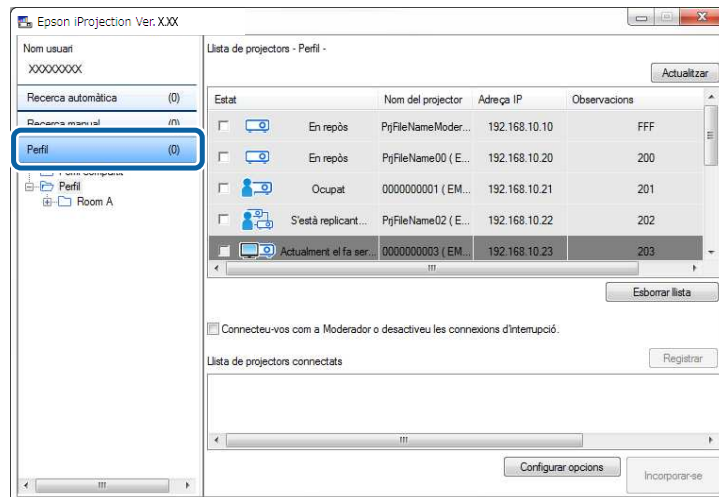 Epson iProjection Ver. X.XX
Nom usuari
XXXXXXXX
Recerca automàtica (0)
Recerca manual (0)
Perfil (0)
Perfil compartit
Perfil
Room A
Llista de projectors - Perfil -
Actualitzar
Estat Nom del projector Adreça IP Observacions
En repòs PrjFileNameModer... 192.168.10.10 FFF
En repòs PrjFileName00 ( E... 192.168.10.20 200
Ocupat 0000000001 ( EM... 192.168.10.21 201
S'està replicant... PrjFileName02 ( E... 192.168.10.22 202
Actualment el fa ser... 0000000003 ( EM... 192.168.10.23 203
Esborrar llista
Connecteu-vos com a Moderador o desactiveu les connexions d'interrupció.
Llista de projectors connectats
Registrar
Configurar opcions
Incorporar-se